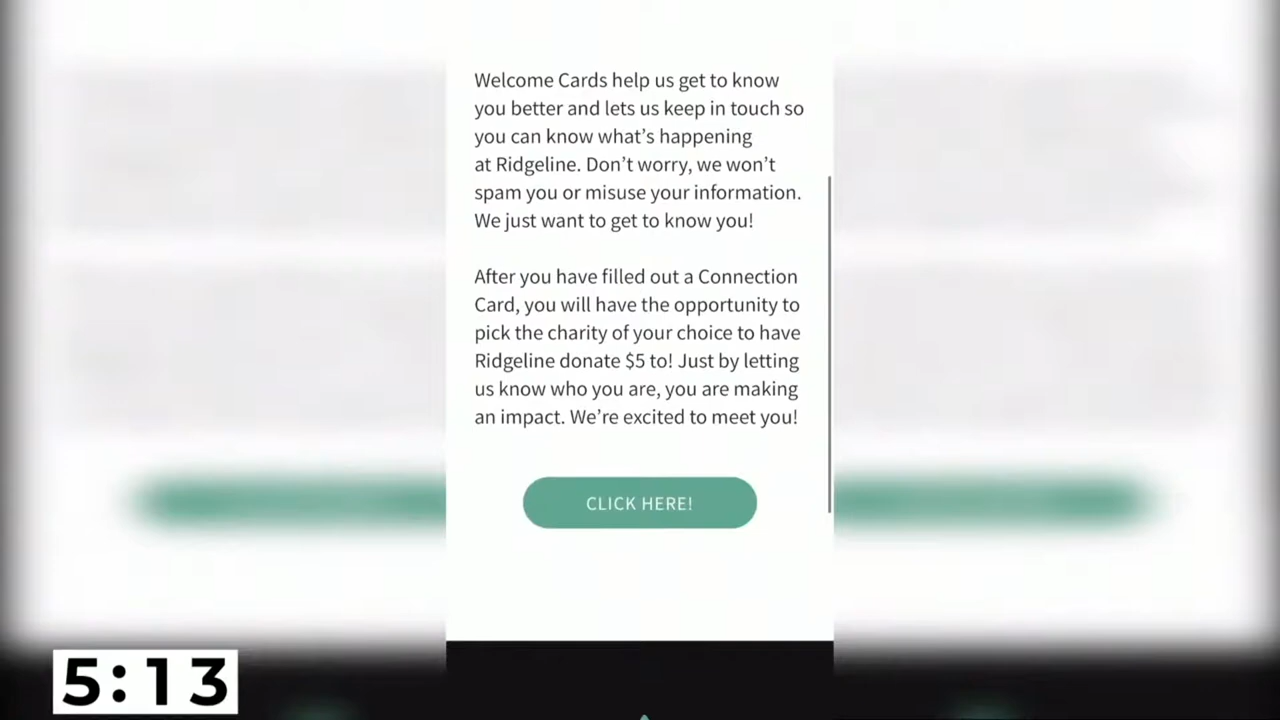 Welcome Cards help us get to know
you better and lets us keep in touch so
you can know what’s happening
at Ridgeline. Don’t worry, we won’t
spam you or misuse your information.
We just want to get to know you!
After you have filled out a Connection
Card, you will have the opportunity to
pick the charity of your choice to have
Ridgeline donate $5 to! Just by letting
us know who you are, you are making
an impact. We’re excited to meet you!
CLICK HERE!
5:13